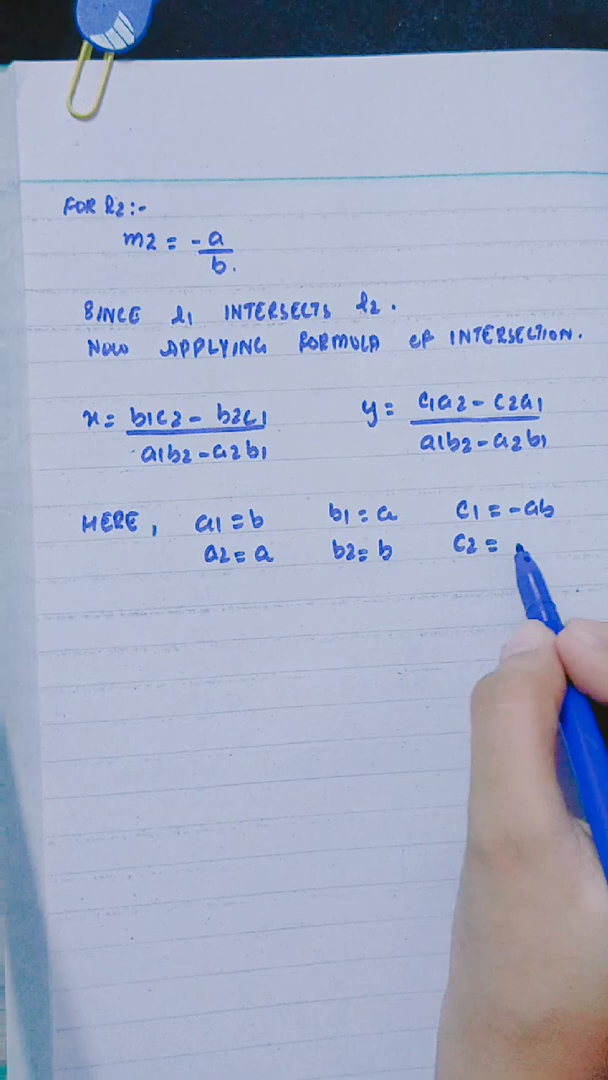 FOR l2:-
m2 = -a/b.
SINCE l1 INTERSECTS l2.
NOW APPLYING FORMULA OF INTERSECTION.
x = b1c2 - b2c1 / a1b2 - a2b1 y = c1a2 - c2a1 / a1b2 - a2b1
HERE, a1 = b b1 = a c1 = -ab
a2 = a b2 = b c2 =